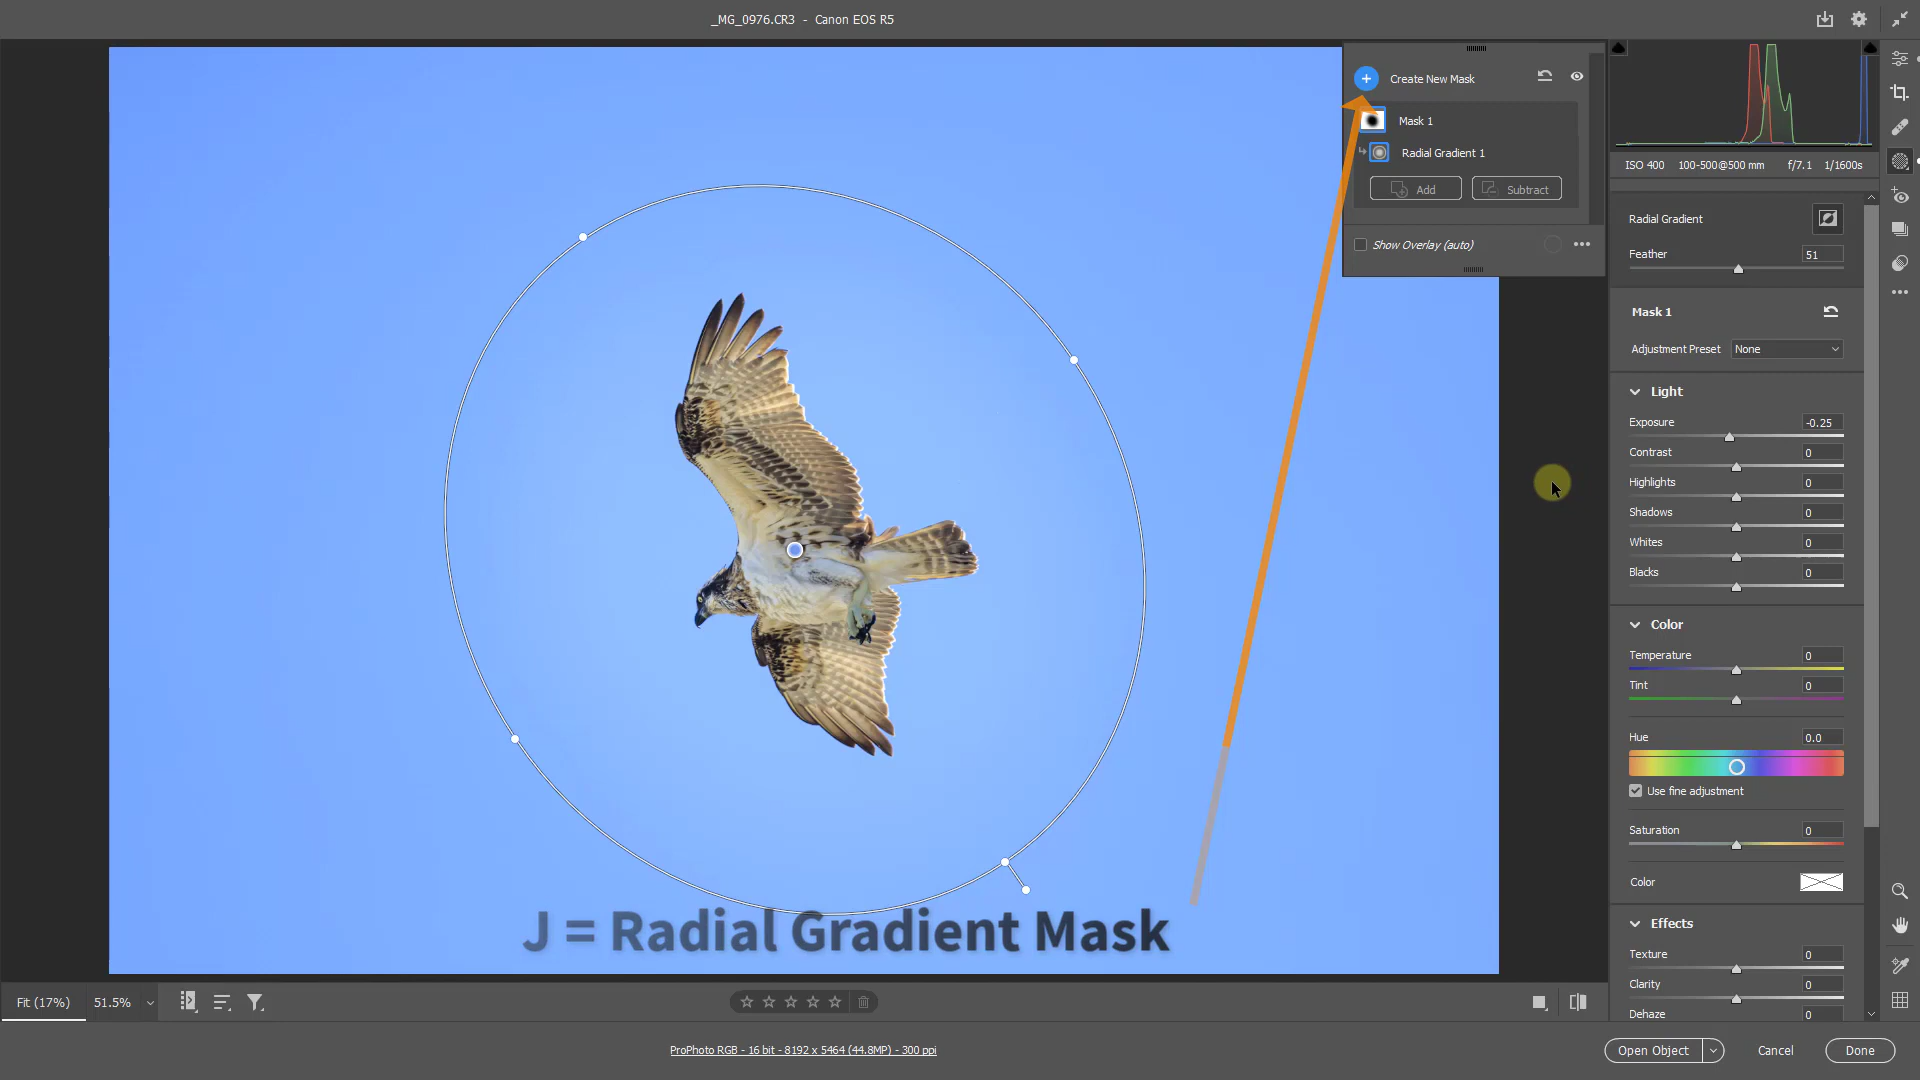 _MG_0976.CR3 - Canon EOS R5
Create New Mask
Mask 1
Radial Gradient 1
Add
Subtract
Show Overlay (auto)
ISO 400 100-500@500 mm f/7.1 1/1600s
Radial Gradient
Feather 51
Mask 1
Adjustment Preset None
Light
Exposure -0.25
Contrast 0
Highlights 0
Shadows 0
Whites 0
Blacks 0
Color
Temperature 0
Tint 0
Hue 0.0
Use fine adjustment
Saturation 0
Color
Effects
Texture 0
Clarity 0
Dehaze 0
J = Radial Gradient Mask
Fit (17%) 51.5%
ProPhoto RGB - 16 bit - 8192 x 5464 (44.8MP) - 300 ppi
Open Object Cancel Done